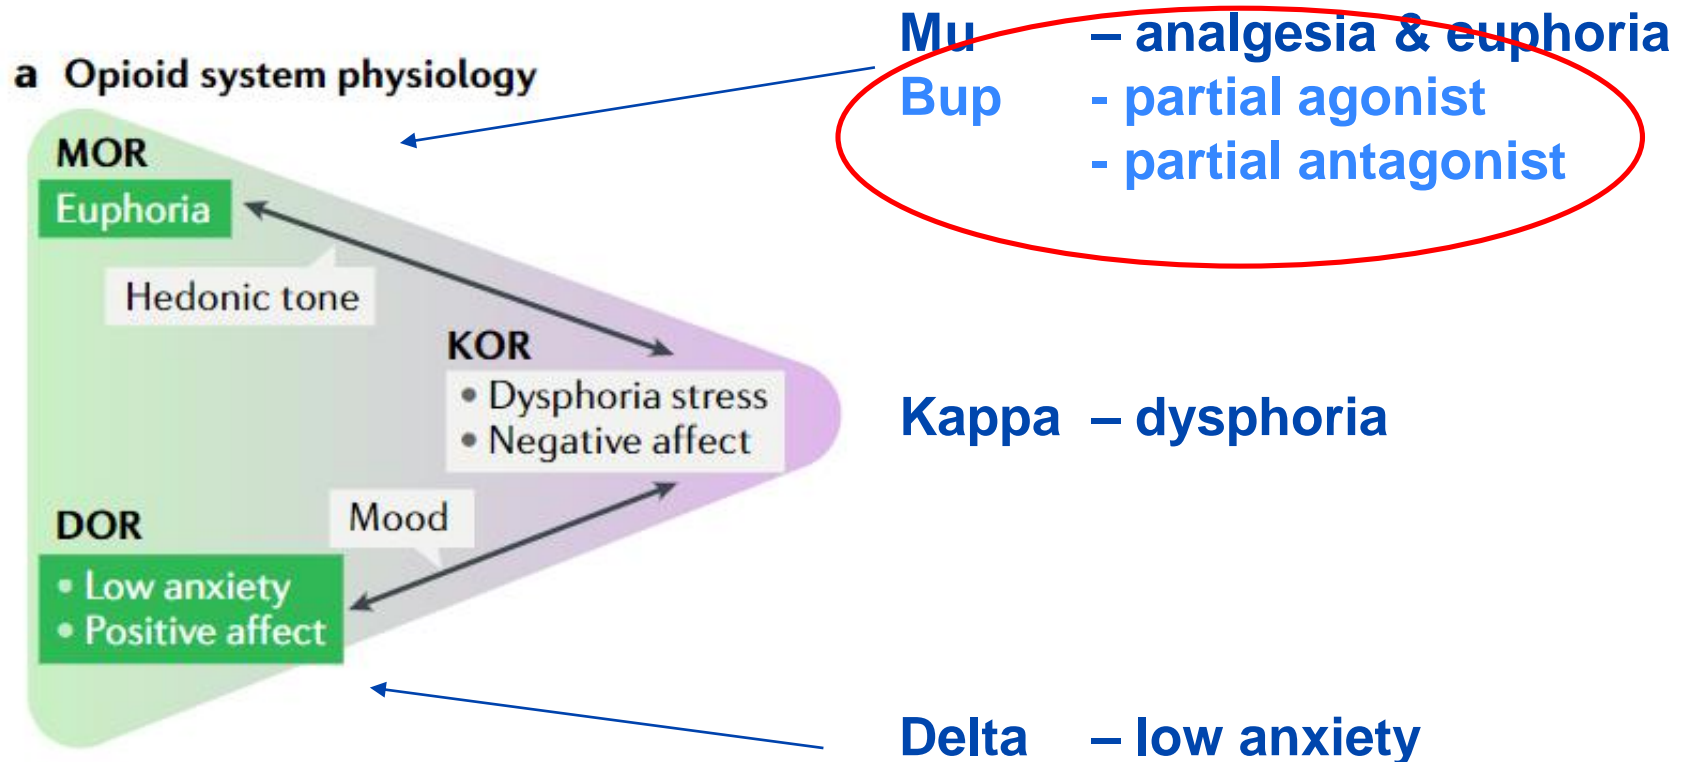 a Opioid system physiology
MOR
Euphoria
Hedonic tone
KOR
• Dysphoria stress
• Negative affect
Mood
DOR
• Low anxiety
• Positive affect
Mu – analgesia & euphoria
Bup - partial agonist
- partial antagonist
Kappa – dysphoria
Delta – low anxiety